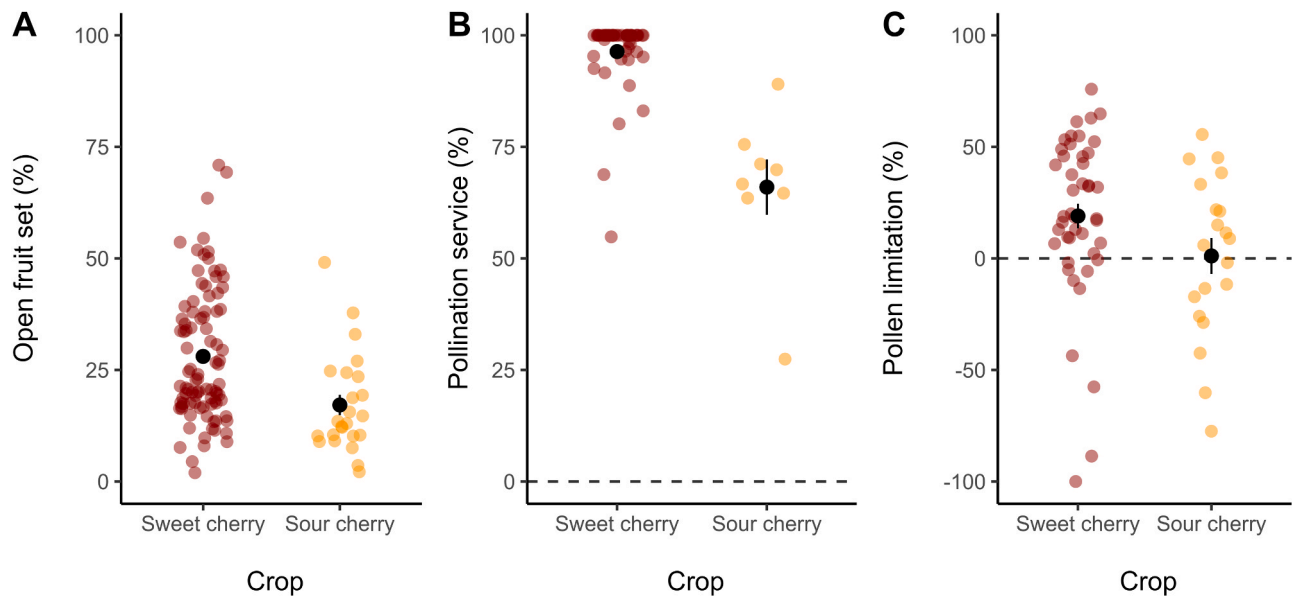 A
Open fruit set (%)
100
75
50
25
0
Sweet cherry
Sour cherry
Crop
B
Pollination service (%)
100
75
50
25
0
Sweet cherry
Sour cherry
Crop
C
Pollen limitation (%)
100
50
0
-50
-100
Sweet cherry
Sour cherry
Crop